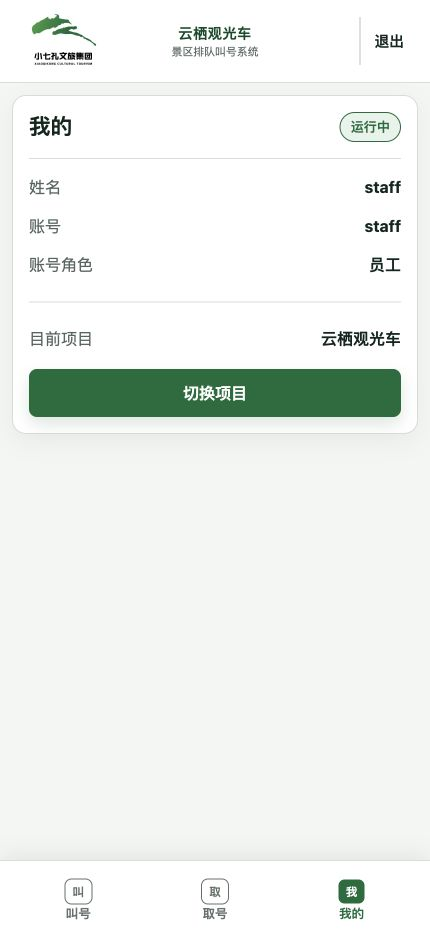 小七孔文旅集团
XIAOQIKONG CULTURAL TOURISM
云栖观光车
景区排队叫号系统
退出
我的
运行中
姓名
staff
账号
staff
账号角色
员工
目前项目
云栖观光车
切换项目
叫
取
我
叫号
取号
我的